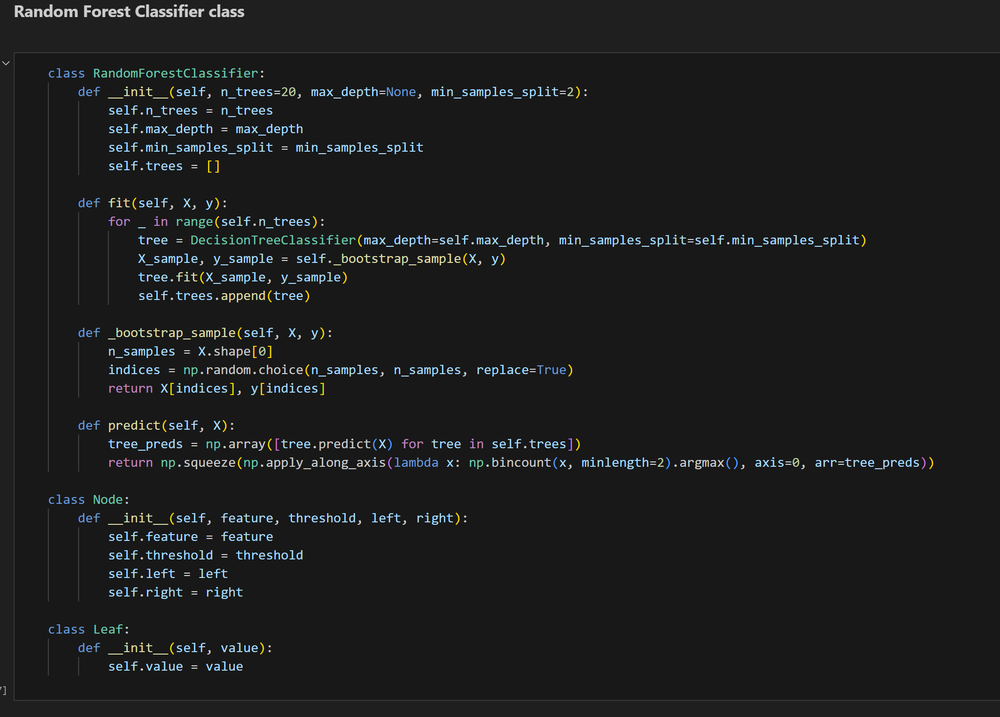 Random Forest Classifier class
class RandomForestClassifier:
    def __init__(self, n_trees=20, max_depth=None, min_samples_split=2):
        self.n_trees = n_trees
        self.max_depth = max_depth
        self.min_samples_split = min_samples_split
        self.trees = []
    def fit(self, X, y):
        for _ in range(self.n_trees):
            tree = DecisionTreeClassifier(max_depth=self.max_depth, min_samples_split=self.min_samples_split)
            X_sample, y_sample = self._bootstrap_sample(X, y)
            tree.fit(X_sample, y_sample)
            self.trees.append(tree)
    def _bootstrap_sample(self, X, y):
        n_samples = X.shape[0]
        indices = np.random.choice(n_samples, n_samples, replace=True)
        return X[indices], y[indices]
    def predict(self, X):
        tree_preds = np.array([tree.predict(X) for tree in self.trees])
        return np.squeeze(np.apply_along_axis(lambda x: np.bincount(x, minlength=2).argmax(), axis=0, arr=tree_preds))
class Node:
    def __init__(self, feature, threshold, left, right):
        self.feature = feature
        self.threshold = threshold
        self.left = left
        self.right = right
class Leaf:
    def __init__(self, value):
        self.value = value